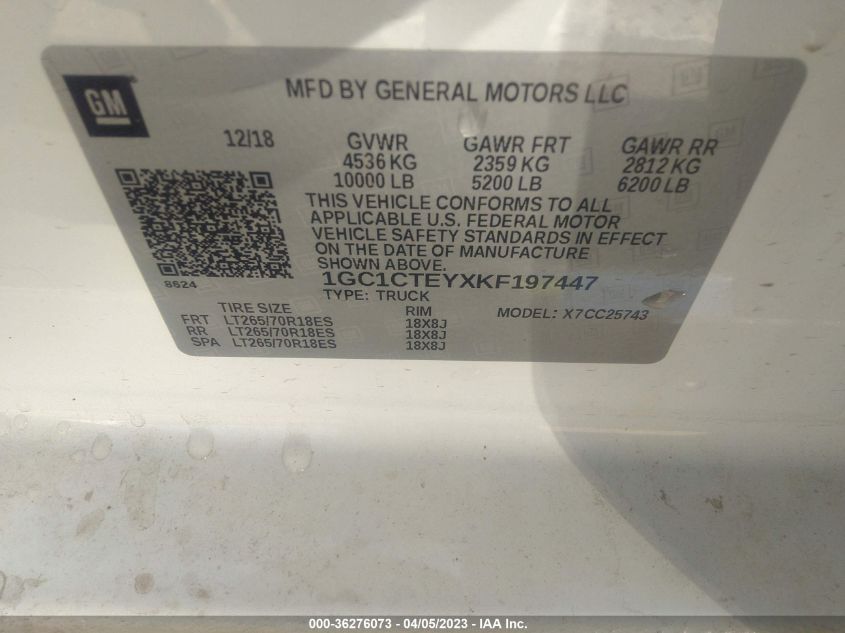 GM
MFD BY GENERAL MOTORS LLC
12/18 GVWR GAWR FRT GAWR RR
4536 KG 2359 KG 2812 KG
10000 LB 5200 LB 6200 LB
THIS VEHICLE CONFORMS TO ALL
APPLICABLE U.S. FEDERAL MOTOR
VEHICLE SAFETY STANDARDS IN EFFECT
ON THE DATE OF MANUFACTURE
SHOWN ABOVE.
8624
1GC1CTEYXKF197447
TYPE: TRUCK
TIRE SIZE RIM MODEL: X7CC25743
FRT LT265/70R18ES 18X8J
RR LT265/70R18ES 18X8J
SPA LT265/70R18ES 18X8J
000-36276073 - 04/05/2023 - IAA Inc.